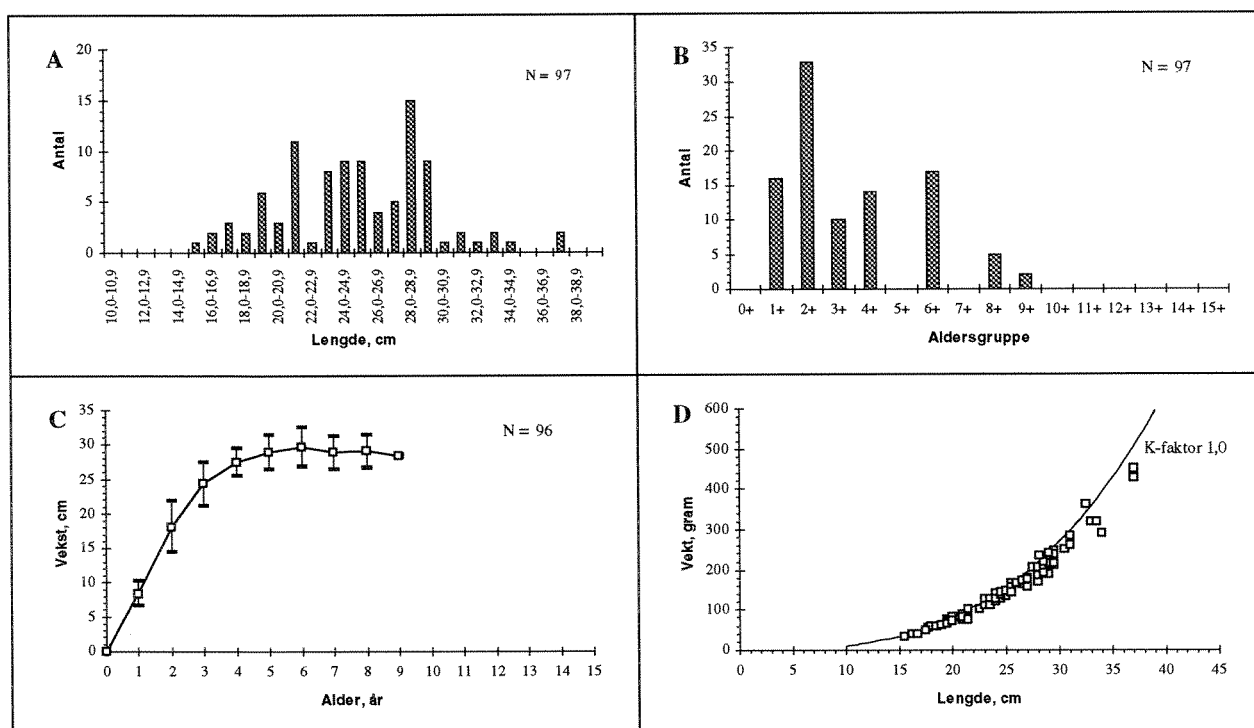 A
N = 97
20
15
10
5
0
Antal
10,0-10,9
12,0-12,9
14,0-14,9
16,0-16,9
18,0-18,9
20,0-20,9
22,0-22,9
24,0-24,9
26,0-26,9
28,0-28,9
30,0-30,9
32,0-32,9
34,0-34,9
36,0-36,9
38,0-38,9
Lengde, cm
B
N = 97
35
30
25
20
15
10
5
0
Antal
0+ 1+ 2+ 3+ 4+ 5+ 6+ 7+ 8+ 9+ 10+ 11+ 12+ 13+ 14+ 15+
Aldersgruppe
C
N = 96
35
30
25
20
15
10
5
0
Vekst, cm
0 1 2 3 4 5 6 7 8 9 10 11 12 13 14 15
Alder, år
D
K-faktor 1,0
600
500
400
300
200
100
0
Vekt, gram
0 5 10 15 20 25 30 35 40 45
Lengde, cm